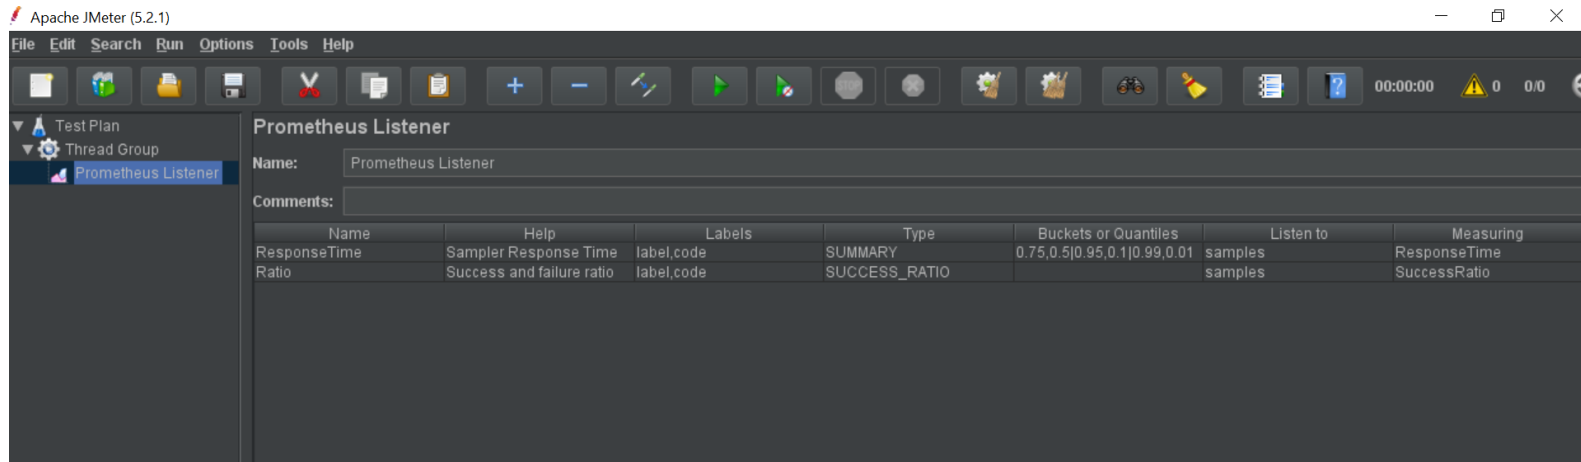 Apache JMeter (5.2.1)
File Edit Search Run Options Tools Help
STOP 00:00:00 0 0/0
Test Plan
Thread Group
Prometheus Listener
Prometheus Listener
Name: Prometheus Listener
Comments:
Name Help Labels Type Buckets or Quantiles Listen to Measuring
ResponseTime Sampler Response Time label,code SUMMARY 0.75,0.5|0.95,0.1|0.99,0.01 samples ResponseTime
Ratio Success and failure ratio label,code SUCCESS_RATIO samples SuccessRatio